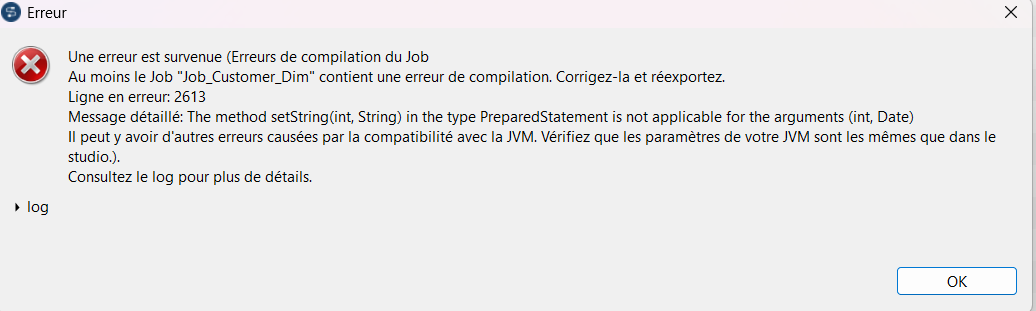 Erreur
Une erreur est survenue (Erreurs de compilation du Job
Au moins le Job "Job_Customer_Dim" contient une erreur de compilation. Corrigez-la et réexportez.
Ligne en erreur: 2613
Message détaillé: The method setString(int, String) in the type PreparedStatement is not applicable for the arguments (int, Date)
Il peut y avoir d'autres erreurs causées par la compatibilité avec la JVM. Vérifiez que les paramètres de votre JVM sont les mêmes que dans le
studio.).
Consultez le log pour plus de détails.
log
OK